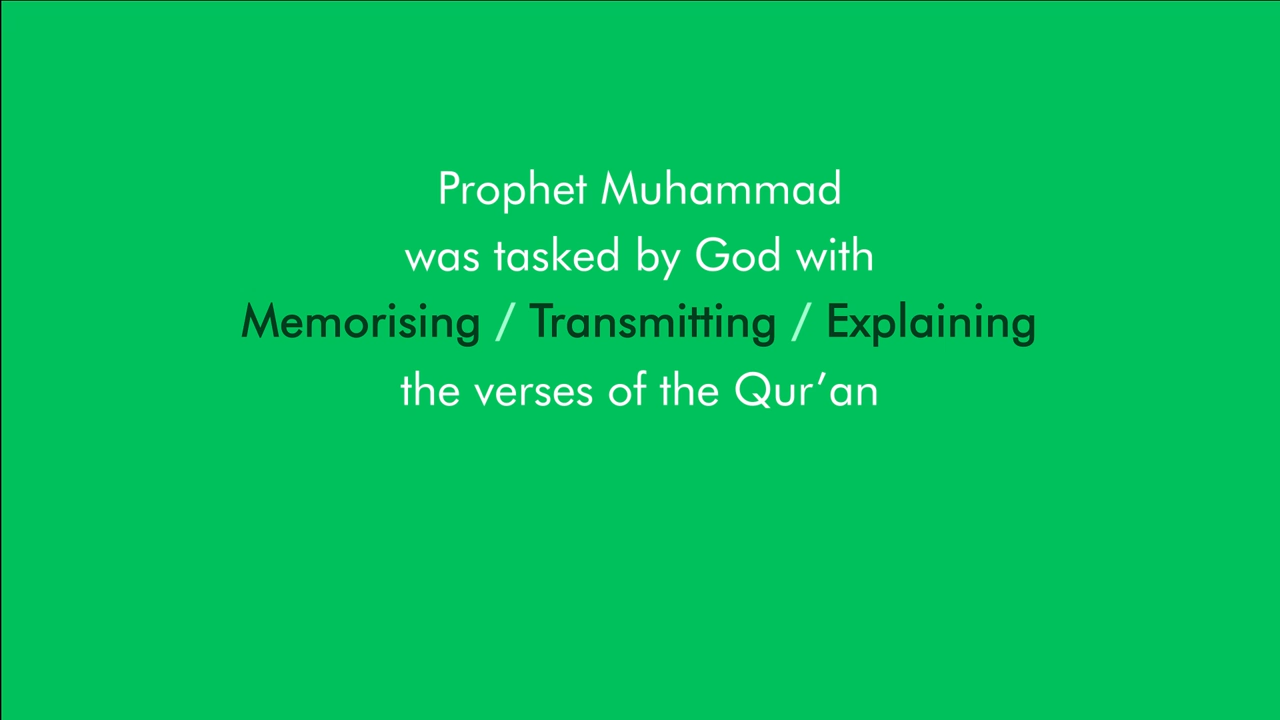 Prophet Muhammad
was tasked by God with
Memorising / Transmitting / Explaining
the verses of the Qur’an